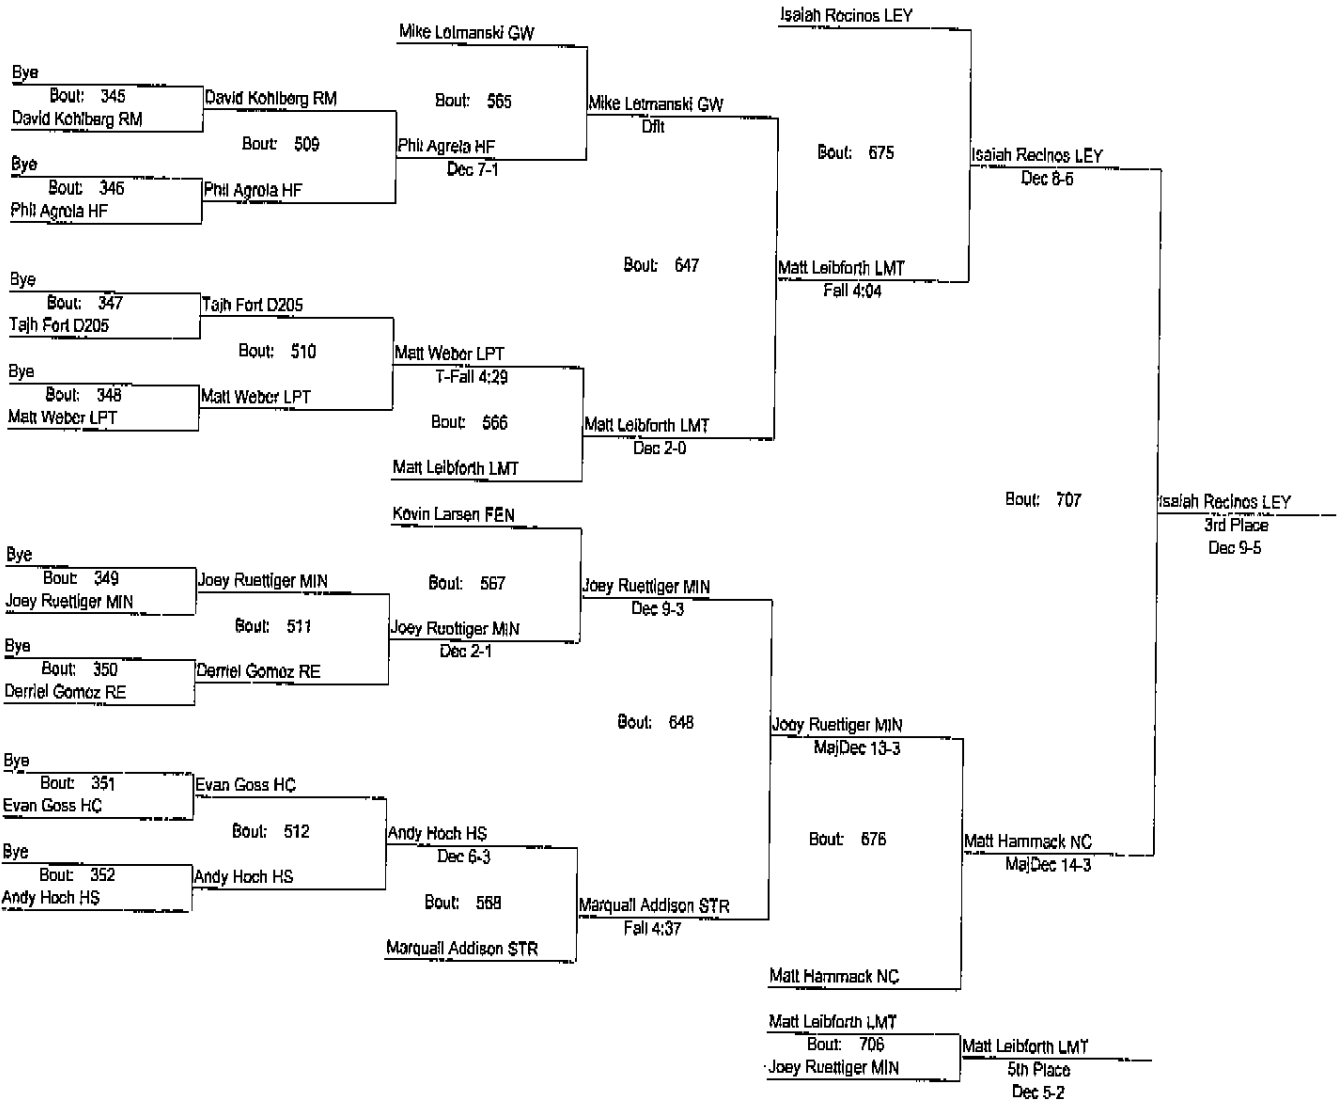 Isaiah Rocinos LEY
Mike Lotmanski GW
Bye
Bout: 345
David Kohlberg RM
David Kohlberg RM
Bout: 565
Mike Letmanski GW
Dflt
Bout: 509
Phil Agrela HF
Dec 7-1
Bout: 675
Isaiah Recinos LEY
Dec 8-6
Bye
Bout: 346
Phil Agrola HF
Phil Agrela HF
Bout: 647
Matt Leibforth LMT
Fall 4:04
Bye
Bout: 347
Tajh Fort D205
Tajh Fort D205
Bout: 510
Matt Weber LPT
T-Fall 4:29
Bye
Bout: 348
Matt Weber LPT
Matt Weber LPT
Bout: 566
Matt Leibforth LMT
Dec 2-0
Matt Leibforth LMT
Bout: 707
Isaiah Recinos LEY
3rd Place
Dec 9-5
Kovin Larsen FEN
Bye
Bout: 349
Joey Ruettiger MIN
Joey Ruettiger MIN
Bout: 567
Joey Ruettiger MIN
Dec 9-3
Bout: 511
Joey Ruottiger MIN
Dec 2-1
Bye
Bout: 350
Derriel Gomoz RE
Derriel Gomoz RE
Bout: 648
Jooy Ruettiger MIN
MajDec 13-3
Bye
Bout: 351
Evan Goss HC
Evan Goss HC
Bout: 512
Andy Hoch HS
Dec 6-3
Bout: 676
Matt Hammack NC
MajDec 14-3
Bye
Bout: 352
Andy Hoch HS
Andy Hoch HS
Bout: 568
Marquall Addison STR
Fall 4:37
Marquall Addison STR
Matt Hammack NC
Matt Leibforth LMT
Bout: 706
Joey Ruettiger MIN
Matt Leibforth LMT
5th Place
Dec 5-2